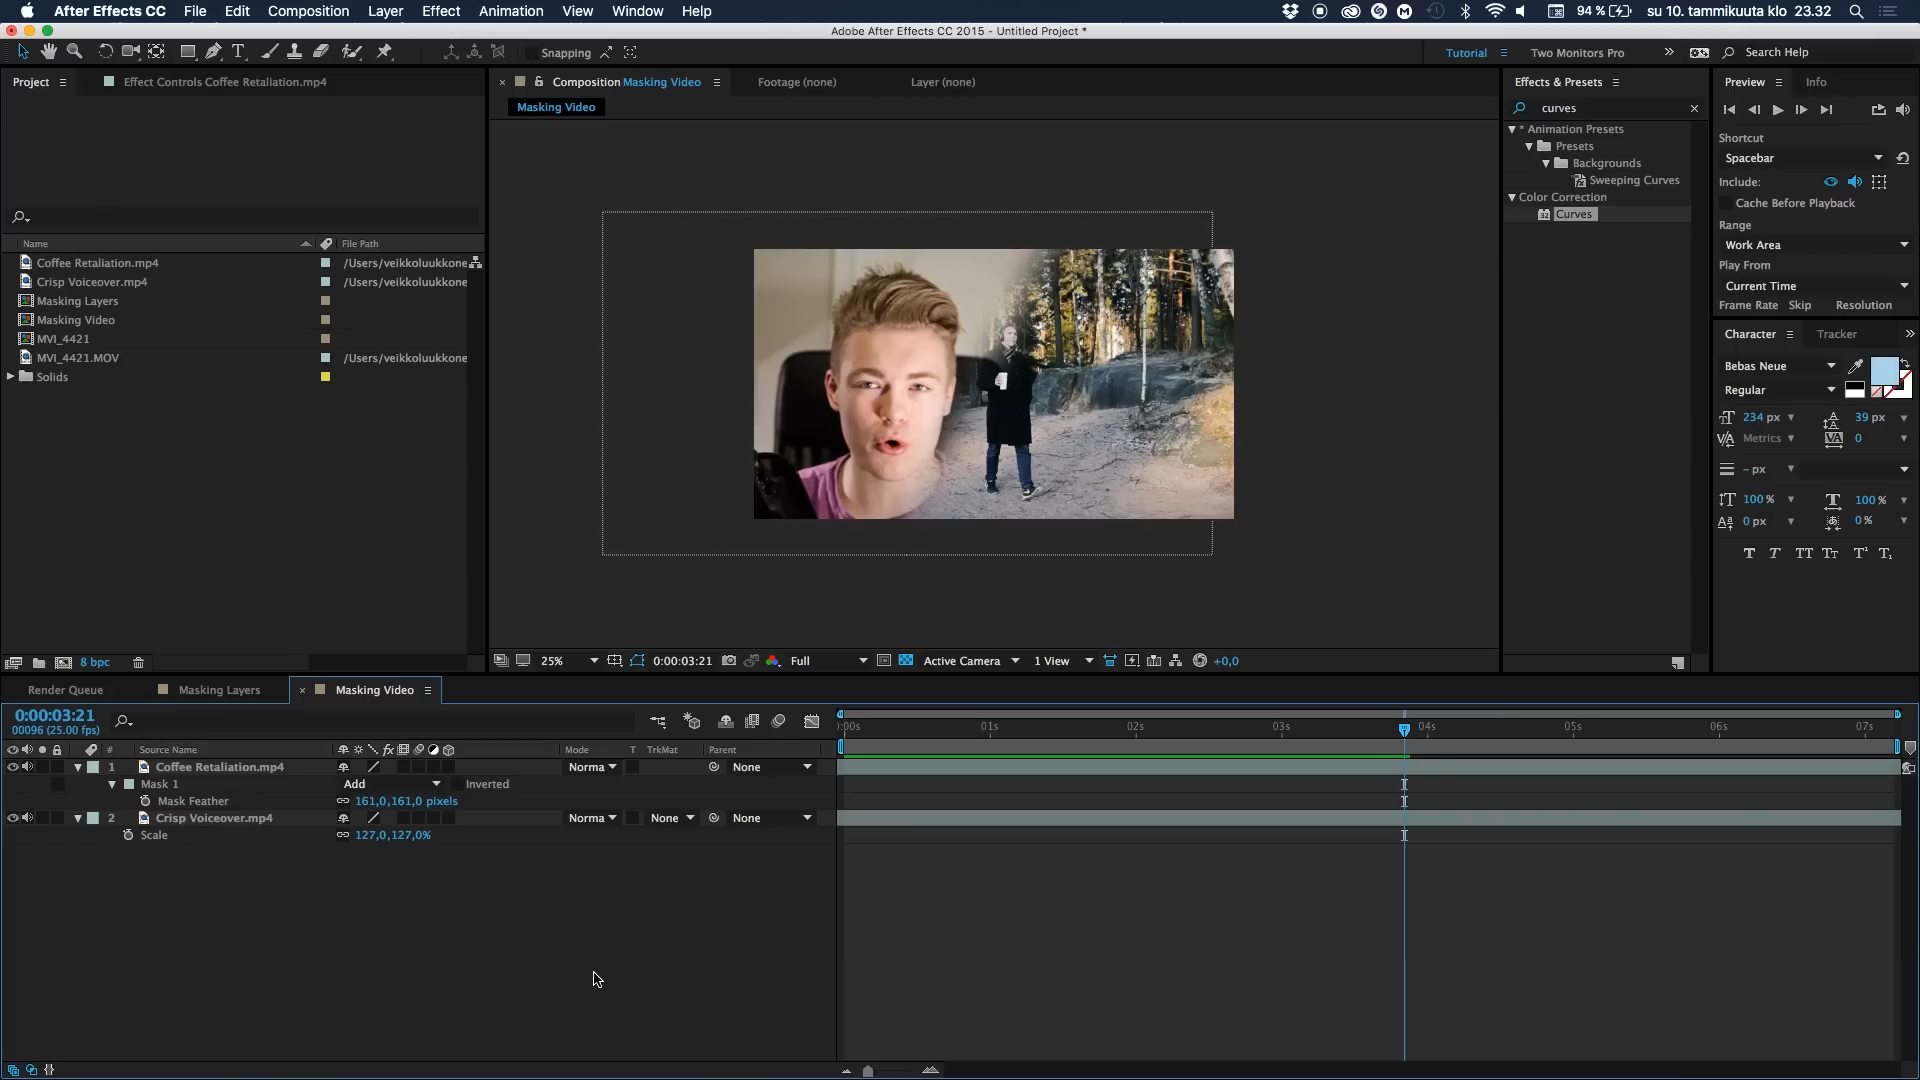 After Effects CC File Edit Composition Layer Effect Animation View Window Help 94 % su 10. tammikuuta klo 23.32
Adobe After Effects CC 2015 - Untitled Project *
Snapping Tutorial Two Monitors Pro Search Help
Project Effect Controls Coffee Retaliation.mp4
Composition Masking Video Footage (none) Layer (none)
Masking Video
Name File Path
Coffee Retaliation.mp4 /Users/veikkoluukkone
Crisp Voiceover.mp4 /Users/veikkoluukkone
Masking Layers
Masking Video
MVI_4421
MVI_4421.MOV /Users/veikkoluukkone
Solids
8 bpc
25% 0:00:03:21 Full Active Camera 1 View +0,0
Effects & Presets
curves
* Animation Presets
Presets
Backgrounds
Sweeping Curves
Color Correction
32 Curves
Preview Info
Shortcut
Spacebar
Include:
Cache Before Playback
Range
Work Area
Play From
Current Time
Frame Rate Skip Resolution
Character Tracker
Bebas Neue
Regular
234 px 39 px
Metrics 0
- px
100 % 100 %
0 px 0 %
T T TT Tt T¹ T₁
Render Queue Masking Layers Masking Video
0:00:03:21
00096 (25.00 fps)
:00s 01s 02s 03s 04s 05s 06s 07s
# Source Name Mode T TrkMat Parent
1 Coffee Retaliation.mp4 Norma None
Mask 1 Add Inverted
Mask Feather 161,0,161,0 pixels
2 Crisp Voiceover.mp4 Norma None None
Scale 127,0,127,0%